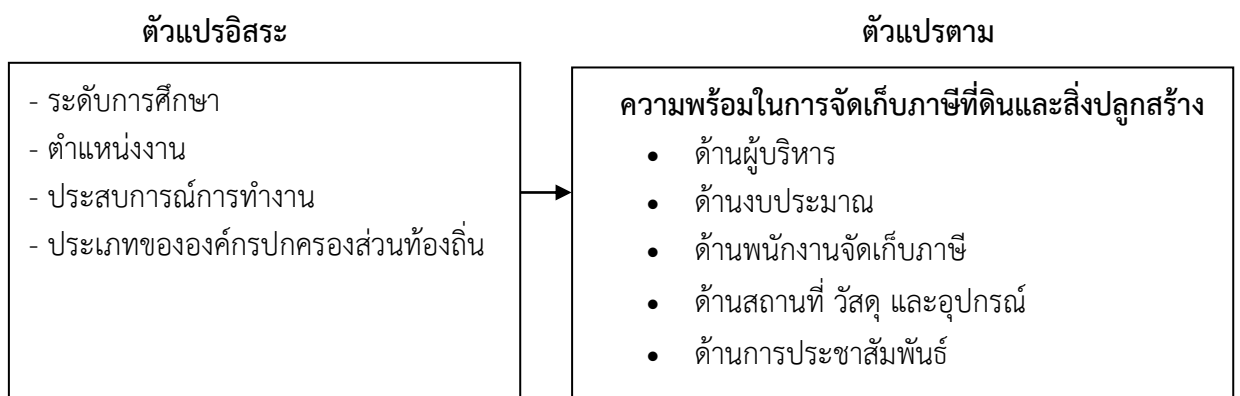 ตัวแปรอิสระ
- ระดับการศึกษา
- ตำแหน่งงาน
- ประสบการณ์การทำงาน
- ประเภทขององค์กรปกครองส่วนท้องถิ่น
ตัวแปรตาม
ความพร้อมในการจัดเก็บภาษีที่ดินและสิ่งปลูกสร้าง
• ด้านผู้บริหาร
• ด้านงบประมาณ
• ด้านพนักงานจัดเก็บภาษี
• ด้านสถานที่ วัสดุ และอุปกรณ์
• ด้านการประชาสัมพันธ์